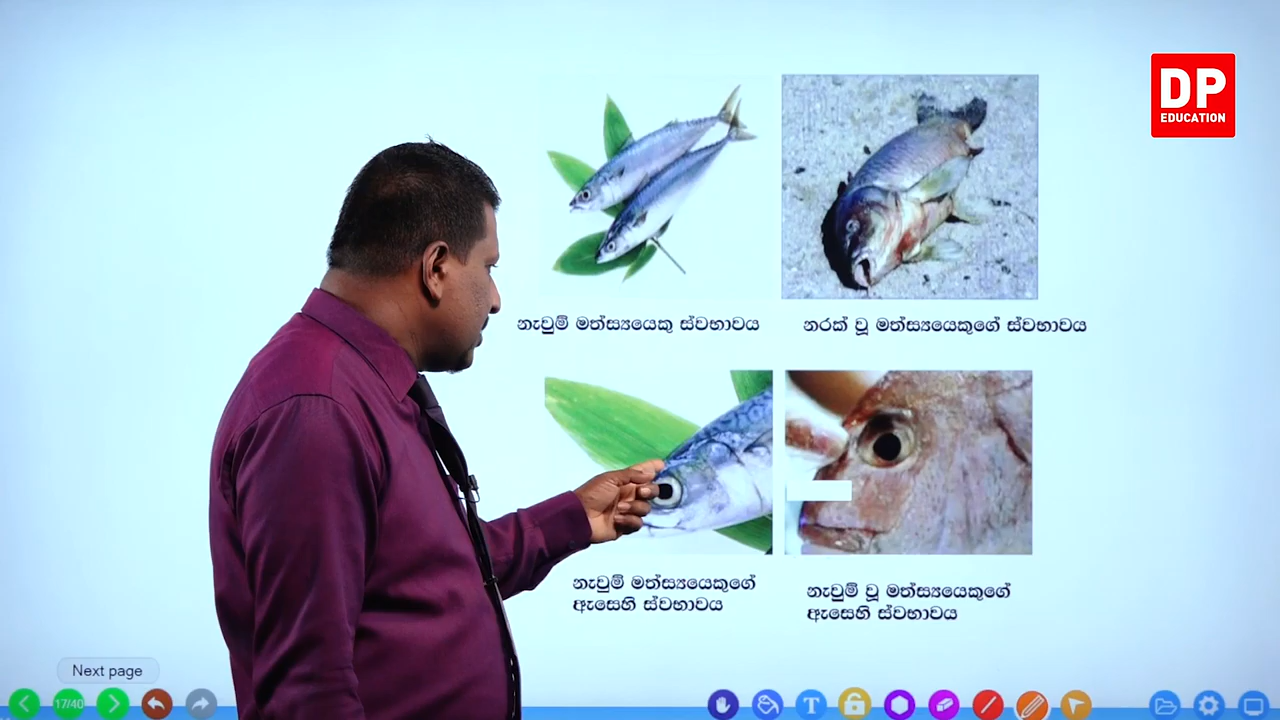 DP
EDUCATION
නැවුම් මත්ස්‍යයෙකු ස්වභාවය
නරක් වූ මත්ස්‍යයෙකුගේ ස්වභාවය
නැවුම් මත්ස්‍යයෙකුගේ
ඇසෙහි ස්වභාවය
නැවුම් වූ මත්ස්‍යයෙකුගේ
ඇසෙහි ස්වභාවය
Next page
17/40
T